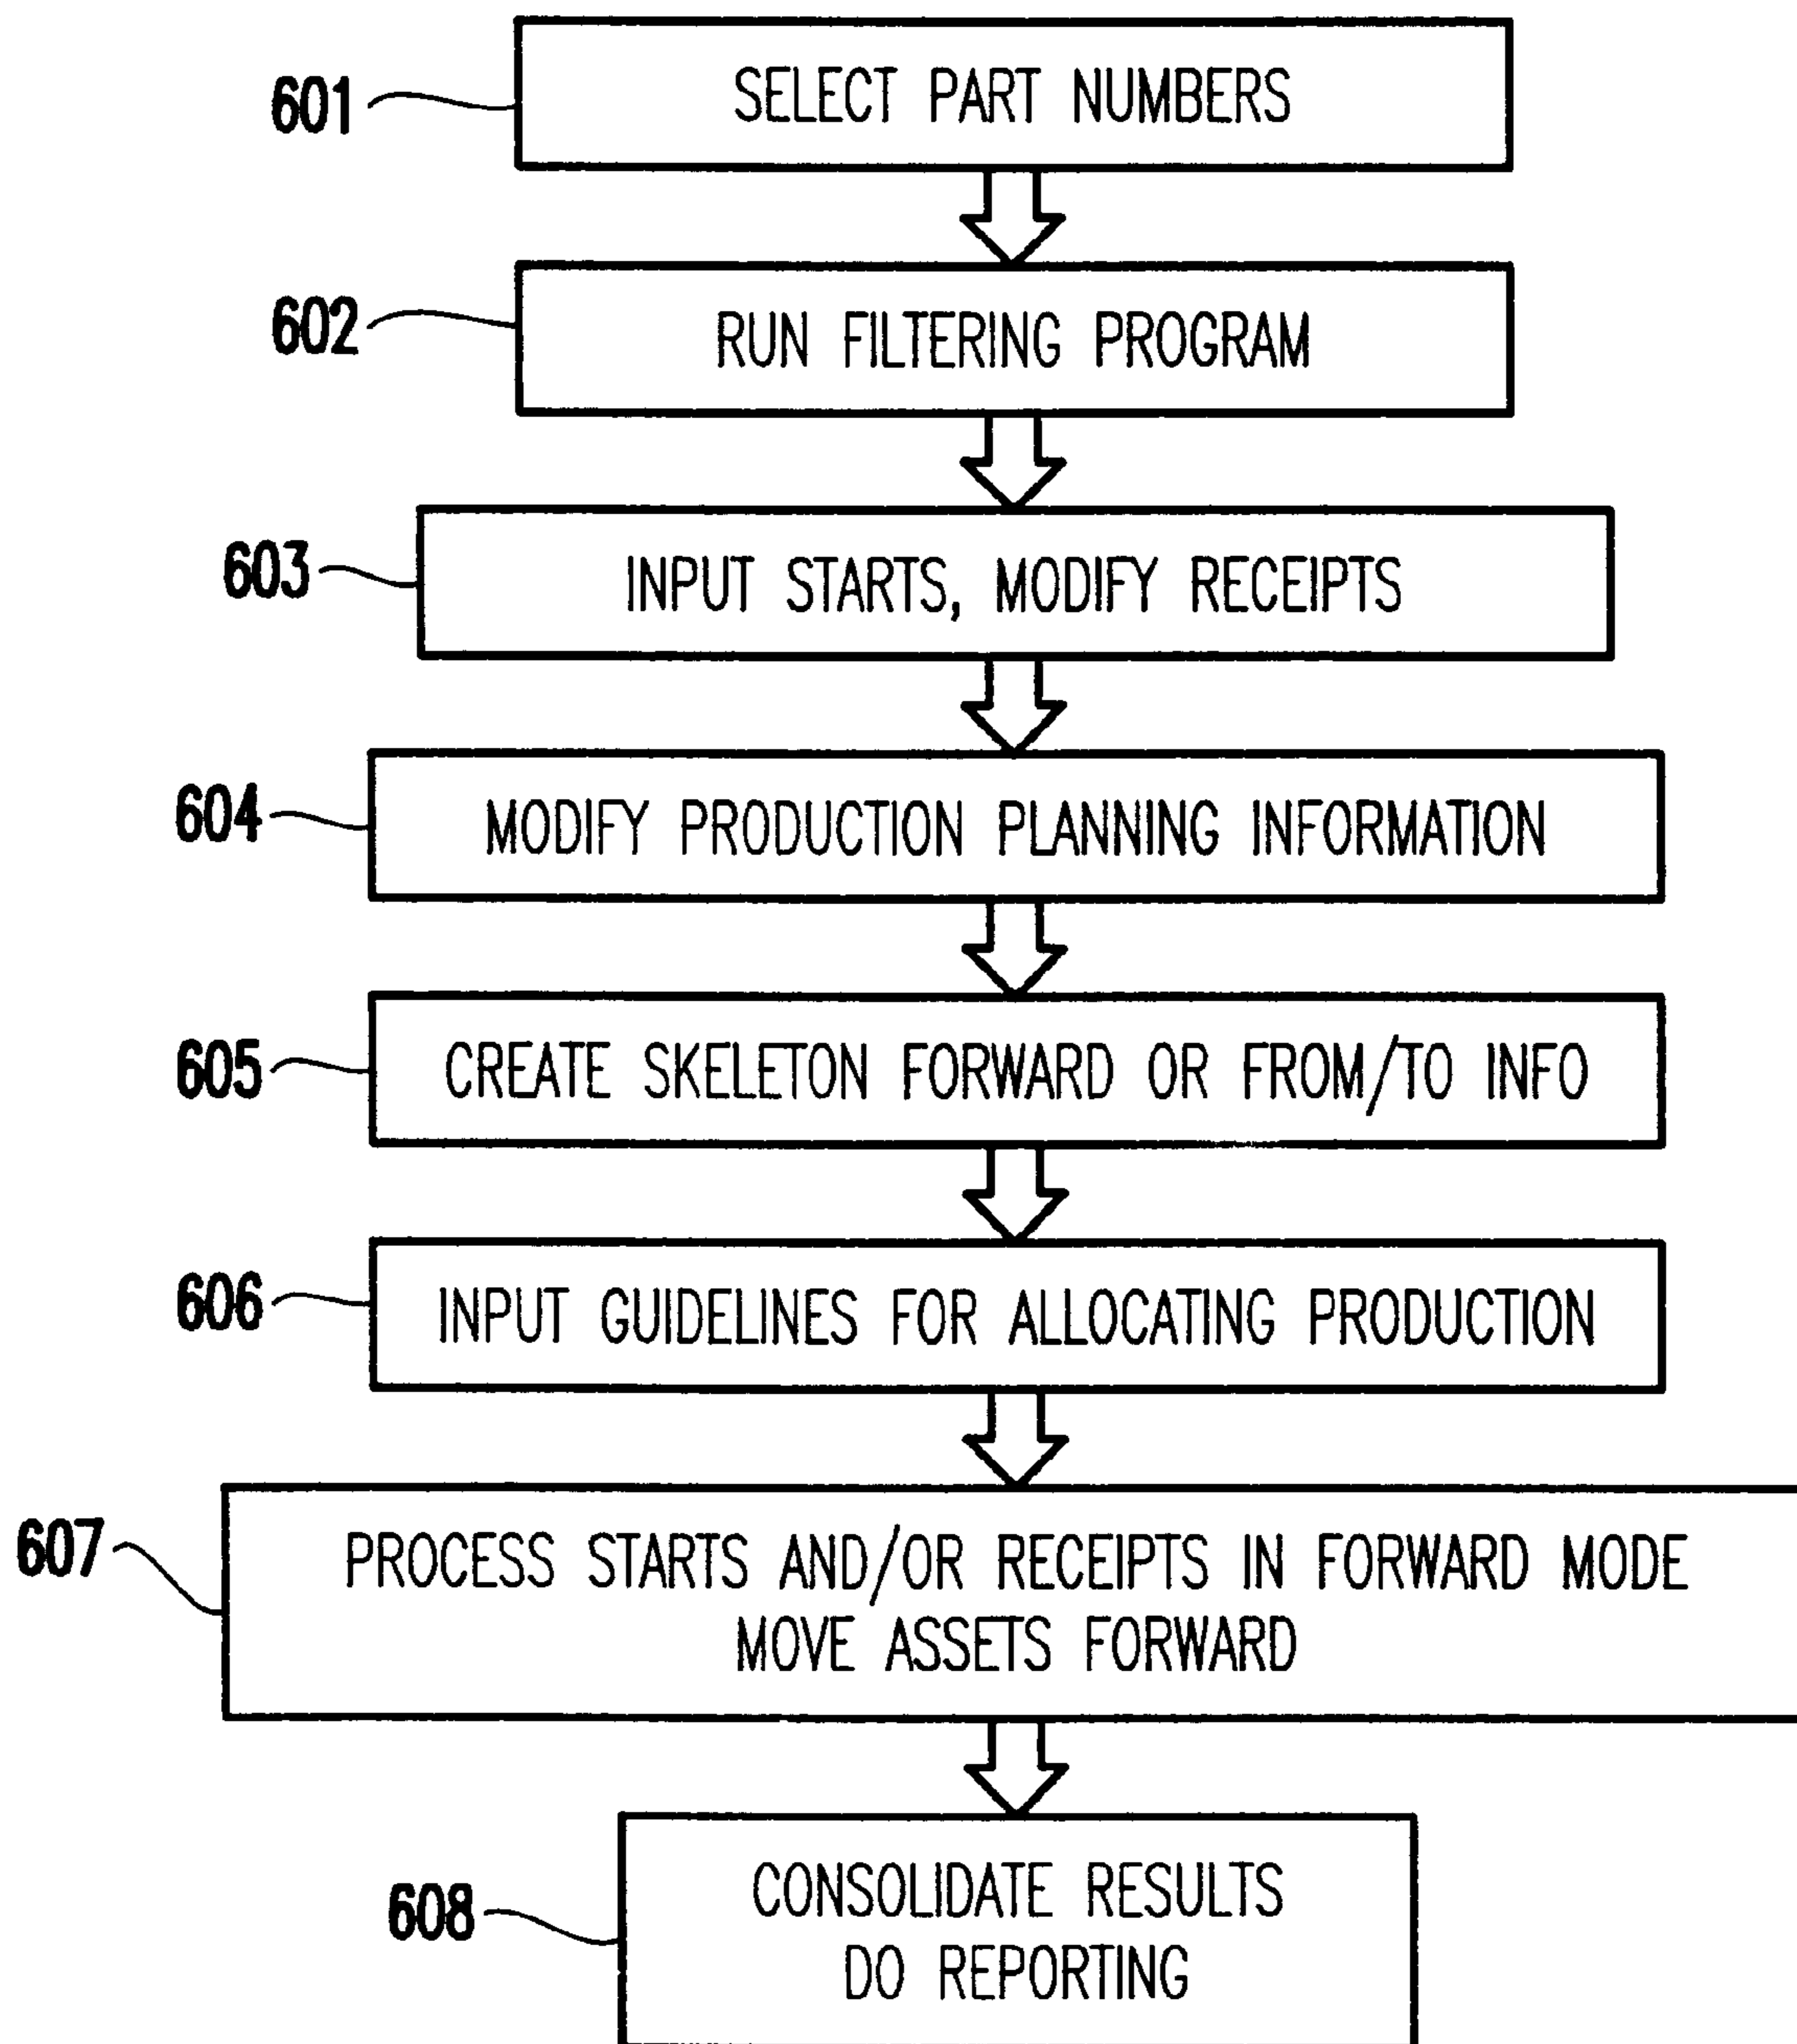 601
SELECT PART NUMBERS
602
RUN FILTERING PROGRAM
603
INPUT STARTS, MODIFY RECEIPTS
604
MODIFY PRODUCTION PLANNING INFORMATION
605
CREATE SKELETON FORWARD OR FROM/TO INFO
606
INPUT GUIDELINES FOR ALLOCATING PRODUCTION
607
PROCESS STARTS AND/OR RECEIPTS IN FORWARD MODE
MOVE ASSETS FORWARD
608
CONSOLIDATE RESULTS
DO REPORTING